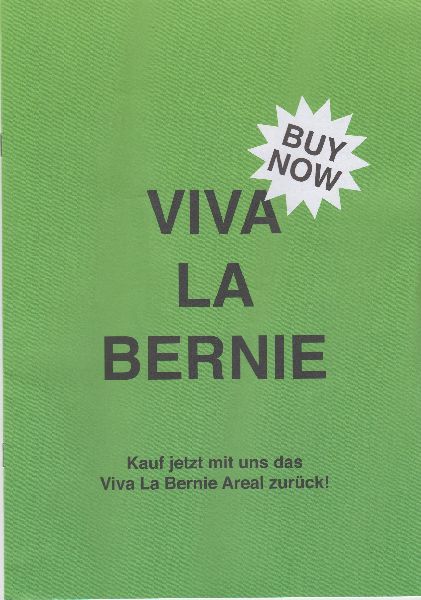 BUY
NOW
VIVA
LA
BERNIE
Kauf jetzt mit uns das
Viva La Bernie Areal zurück!